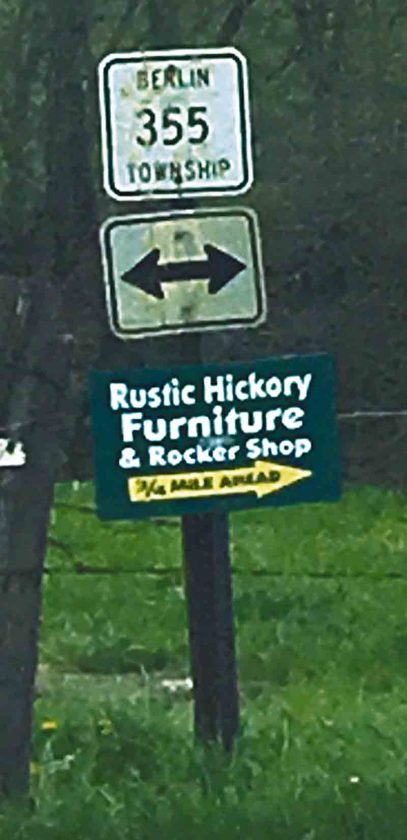 BERLIN
355
TOWNSHIP
Rustic Hickory
Furniture
& Rocker Shop
3/4 MILE AHEAD